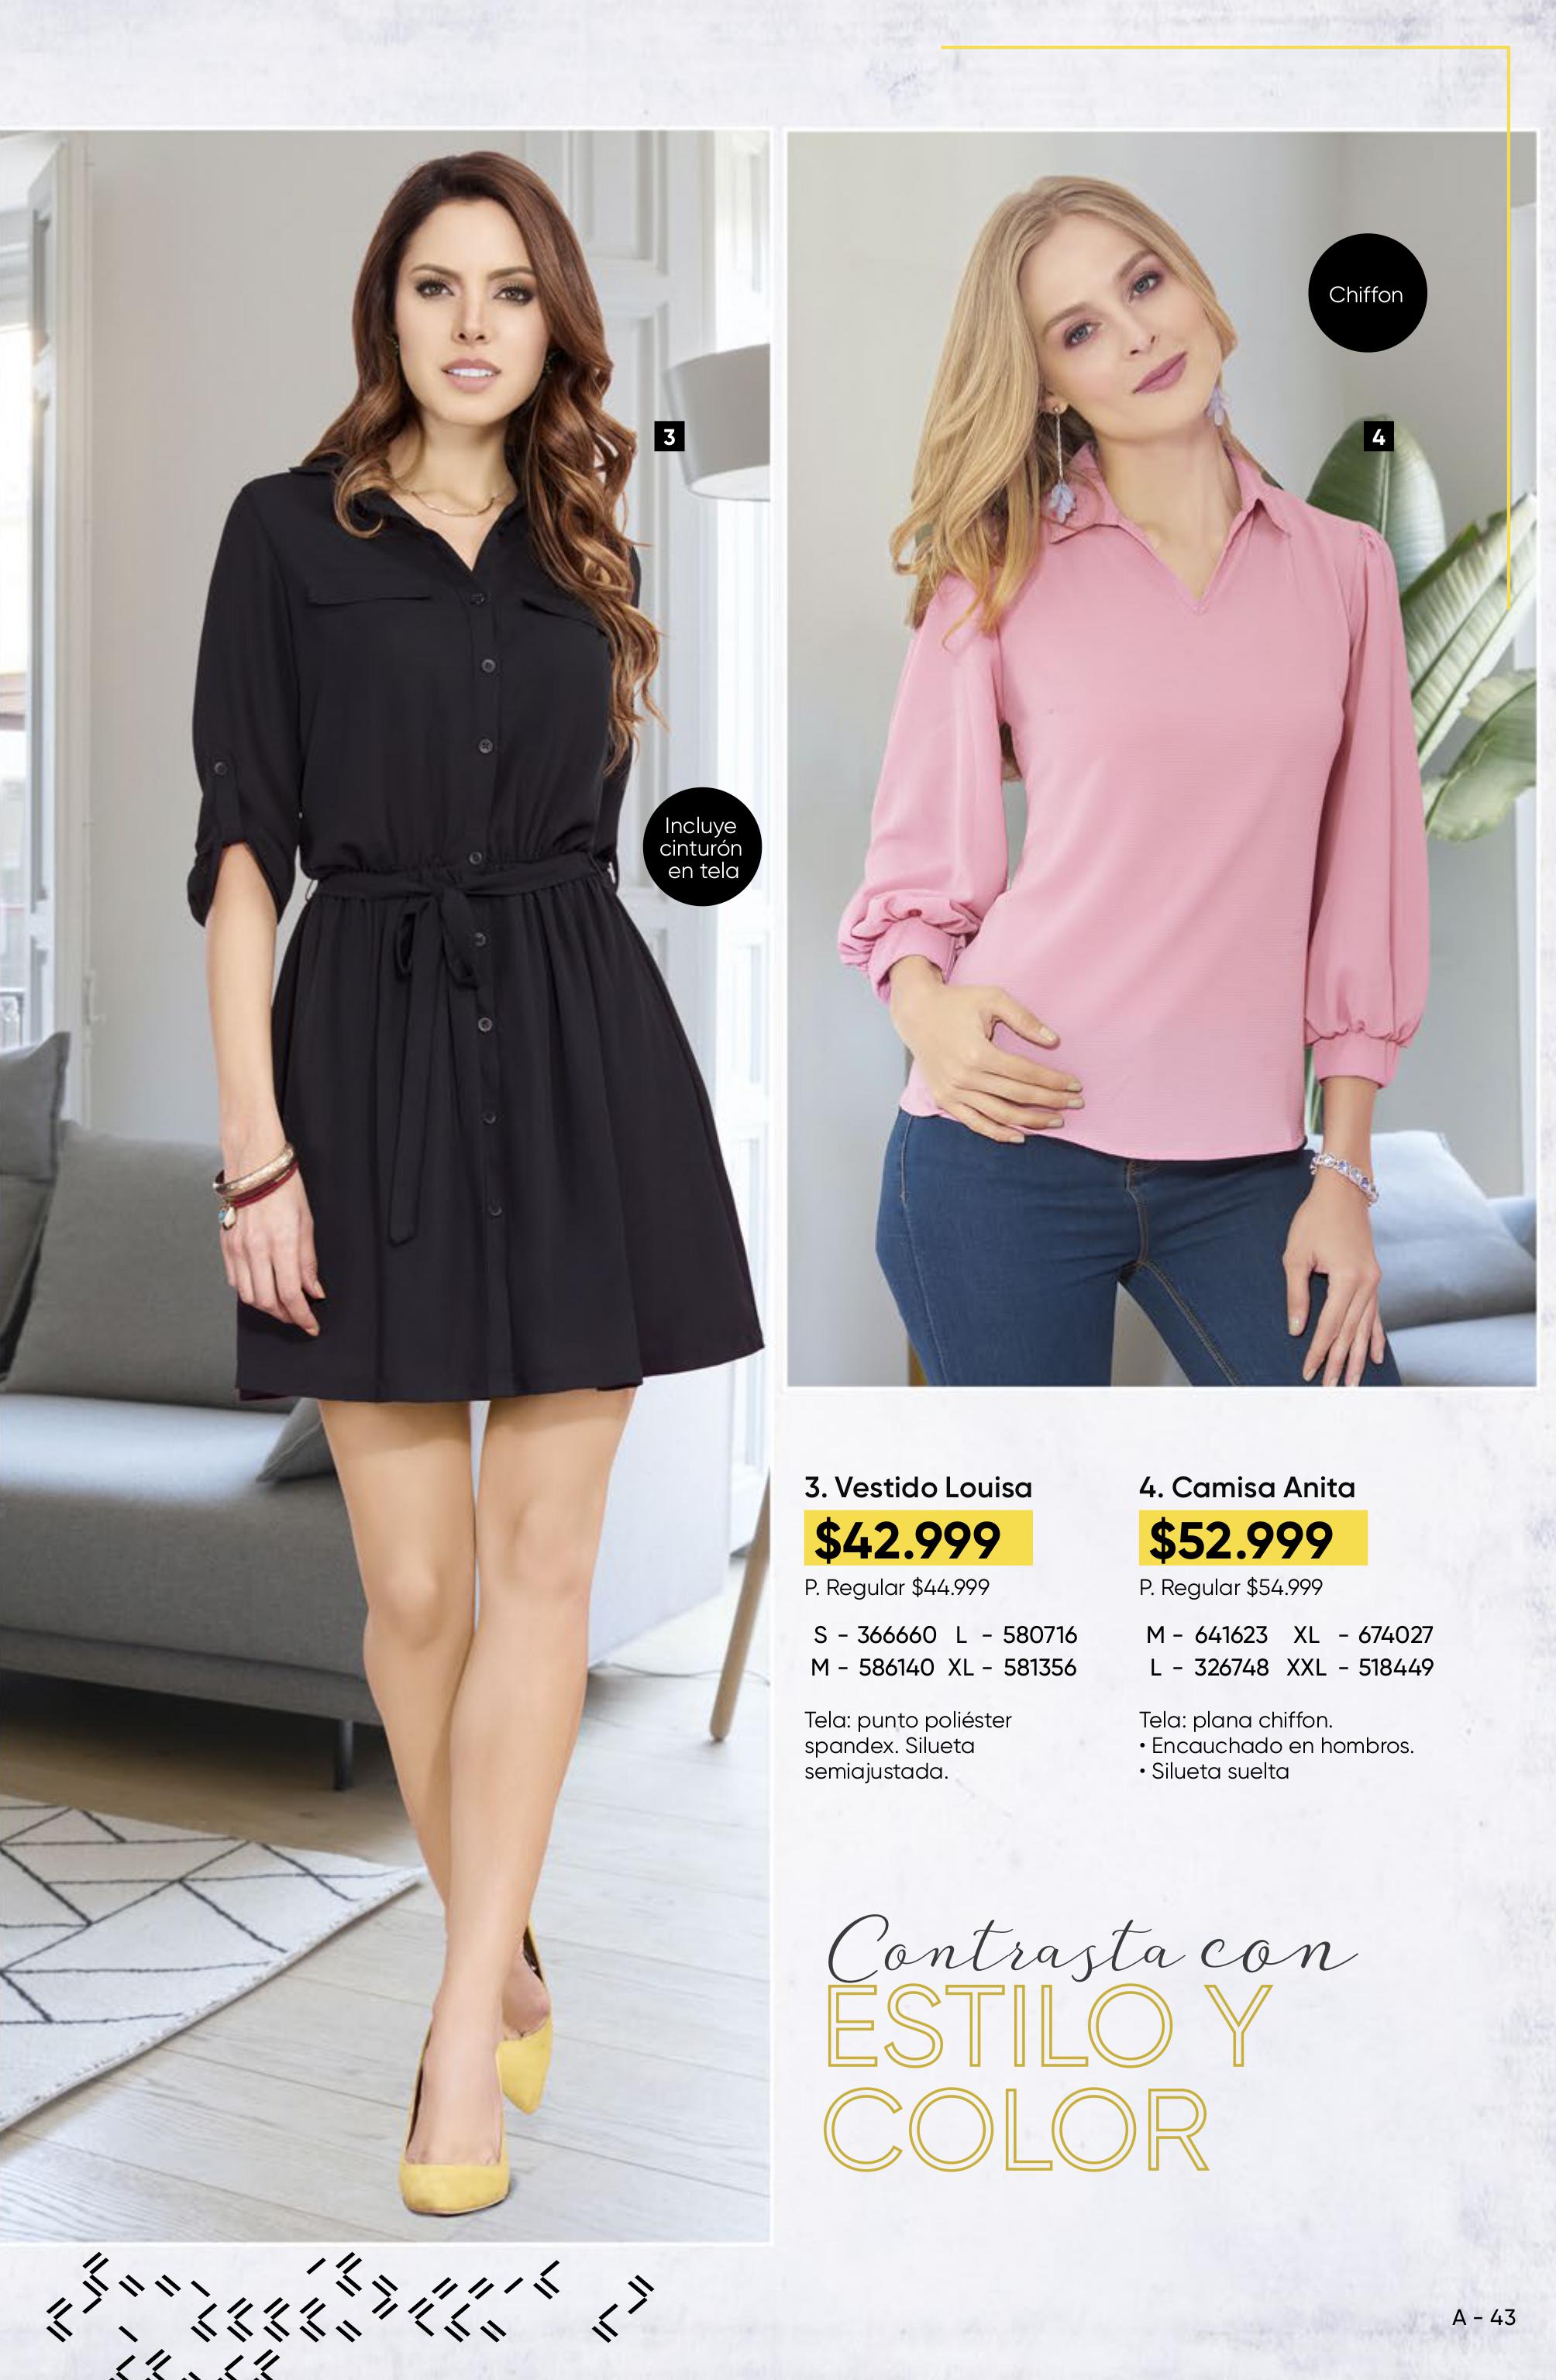 Chiffon
3
4
Incluye
cinturón
en tela
3. Vestido Louisa
$42.999
P. Regular $44.999
S - 366660 L - 580716
M - 586140 XL - 581356
Tela: punto poliéster
spandex. Silueta
semiajustada.
4. Camisa Anita
$52.999
P. Regular $54.999
M - 641623 XL - 674027
L - 326748 XXL - 518449
Tela: plana chiffon.
• Encauchado en hombros.
• Silueta suelta
Contrasta con
ESTILO Y
COLOR
A - 43